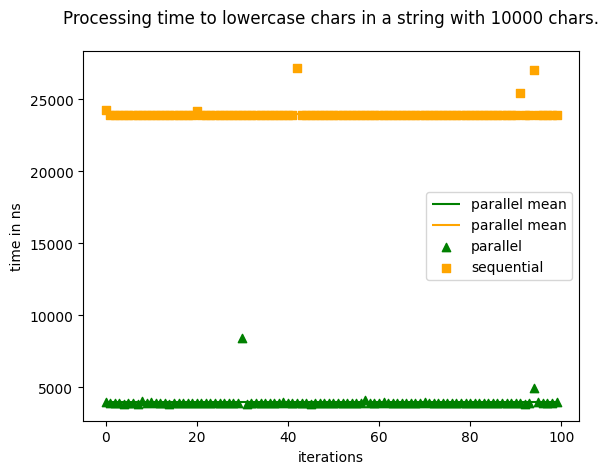 Processing time to lowercase chars in a string with 10000 chars.
25000
20000
15000
10000
5000
time in ns
parallel mean
parallel mean
parallel
sequential
0
20
40
60
80
100
iterations